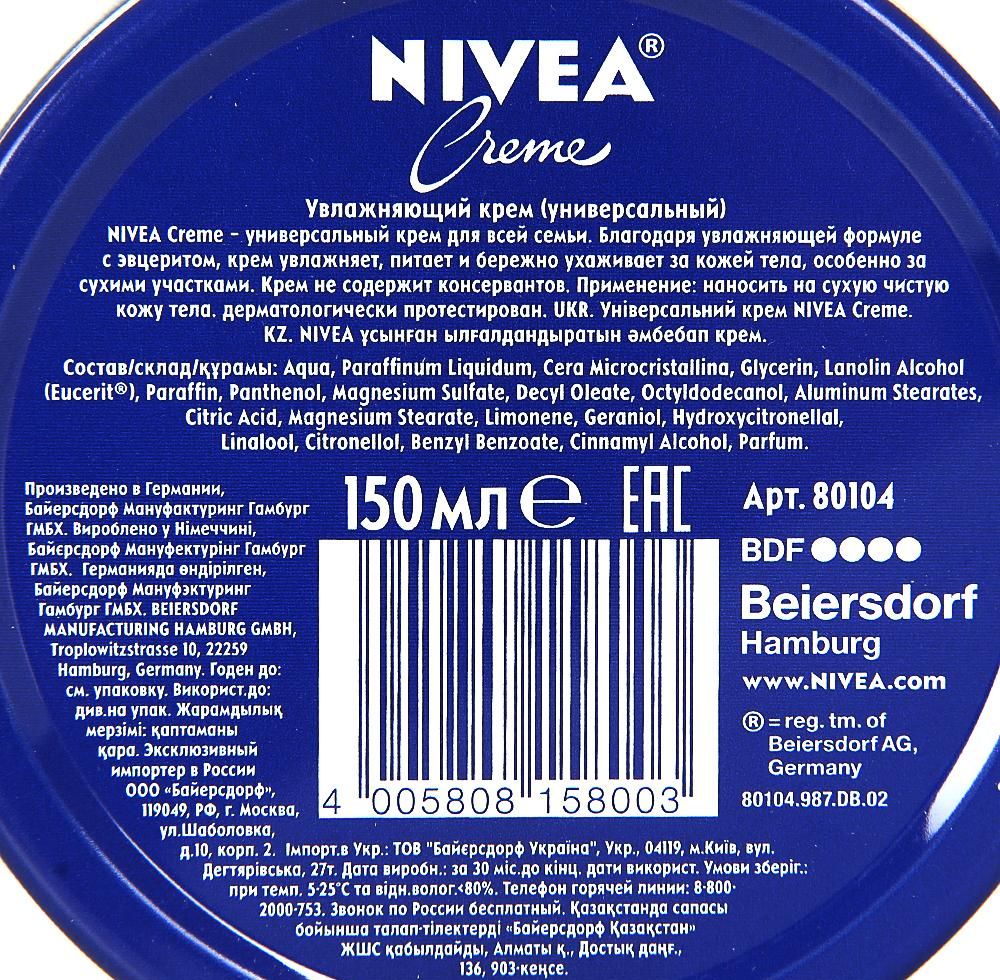 NIVEA®
Creme
Увлажняющий крем (универсальный)
NIVEA Creme – универсальный крем для всей семьи. Благодаря увлажняющей формуле
с эвцеритом, крем увлажняет, питает и бережно ухаживает за кожей тела, особенно за
сухими участками. Крем не содержит консервантов. Применение: наносить на сухую чистую
кожу тела. дерматологически протестирован. UKR. Універсальний крем NIVEA Creme.
KZ. NIVEA ұсынған ылғалдандыратын әмбебап крем.
Состав/склад/құрамы: Aqua, Paraffinum Liquidum, Cera Microcristallina, Glycerin, Lanolin Alcohol
(Eucerit®), Paraffin, Panthenol, Magnesium Sulfate, Decyl Oleate, Octyldodecanol, Aluminum Stearates,
Citric Acid, Magnesium Stearate, Limonene, Geraniol, Hydroxycitronellal,
Linalool, Citronellol, Benzyl Benzoate, Cinnamyl Alcohol, Parfum.
150 мл ℮ EAC Арт. 80104
Произведено в Германии,
Байерсдорф Мануфактуринг Гамбург
ГМБХ. Вироблено у Німеччині,
Байєрсдорф Мануфектурінг Гамбург
ГМБХ. Германияда өндірілген,
Байерсдорф Мануфэктуринг
Гамбург ГМБХ. BEIERSDORF
MANUFACTURING HAMBURG GMBH,
Troplowitzstrasse 10, 22259
Hamburg, Germany. Годен до:
см. упаковку. Використ.до:
див.на упак. Жарамдылық
мерзімі: қаптаманы
қара. Эксклюзивный
импортер в России
ООО «Байерсдорф»,
119049, РФ, г. Москва,
ул.Шаболовка,
д.10, корп. 2. Імпорт.в Укр.: ТОВ "Байєрсдорф Україна", Укр., 04119, м.Київ, вул.
Дегтярівська, 27т. Дата виробн.: за 30 міс.до кінц. дати використ. Умови зберіг.:
при темп. 5-25°С та відн.волог.<80%. Телефон горячей линии: 8-800-
2000-753. Звонок по России бесплатный. Қазақстанда сапасы
бойынша талап-тілектерді «Байерсдорф Қазақстан»
ЖШС қабылдайды, Алматы қ., Достық даңғ.,
136, 903-кеңсе.
4 005808 158003
BDF ●●●●
Beiersdorf
Hamburg
www.NIVEA.com
® = reg. tm. of
Beiersdorf AG,
Germany
80104.987.DB.02